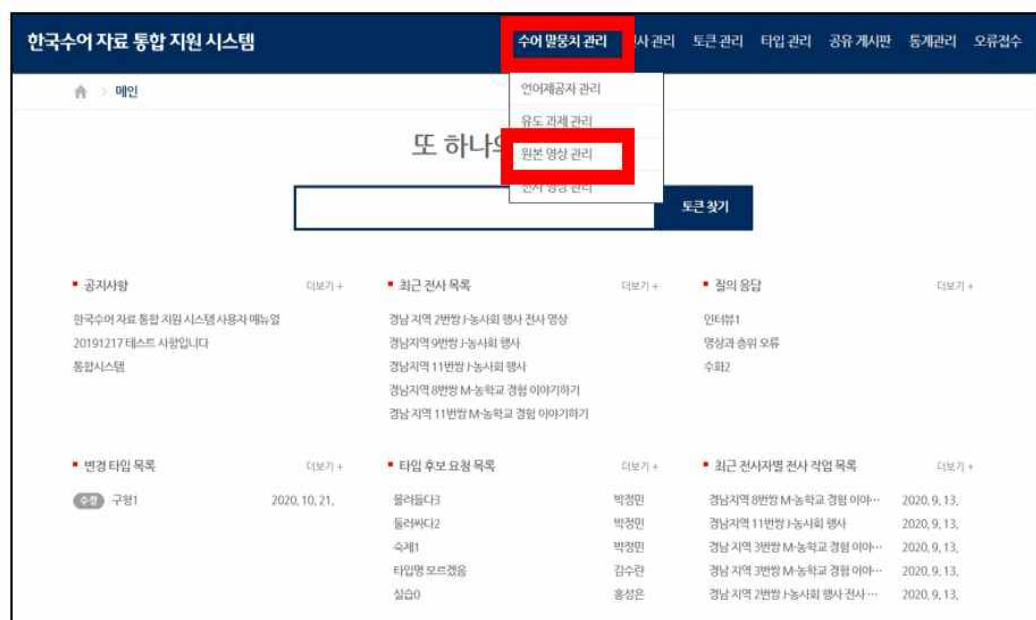 한국수어 자료 통합 지원 시스템
수어 말뭉치 관리 사 관리 토큰 관리 타입 관리 공유 게시판 통계관리 오류접수
메인
언어제공자 관리
유도 과제 관리
원본 영상 관리
전사 영상 관리
또 하나의
토큰 찾기
공지사항 더보기 +
한국수어 자료 통합 지원 시스템 사용자 매뉴얼
20191217 테스트 사항입니다
통합시스템
최근 전사 목록 더보기 +
경남 지역 2번쌍 J-농사회 행사 전사 영상
경남지역 9번쌍 J-농사회 행사
경남지역 11번쌍 J-농사회 행사
경남지역 8번쌍 M-농학교 경험 이야기하기
경남 지역 11번쌍 M-농학교 경험 이야기하기
질의 응답 더보기 +
인터뷰1
영상과 층위 오류
수화2
변경 타입 목록 더보기 +
수정 구형1 2020. 10. 21.
타입 후보 요청 목록 더보기 +
물러들다3 박정민
둘러싸다2 박정민
숙제1 박정민
타입명 모르겠음 김수란
실습0 홍성은
최근 전사자별 전사 작업 목록 더보기 +
경남지역 8번쌍 M-농학교 경험 이야… 2020. 9. 13.
경남지역 11번쌍 J-농사회 행사 2020. 9. 13.
경남 지역 3번쌍 M-농학교 경험 이야… 2020. 9. 13.
경남 지역 3번쌍 M-농학교 경험 이야… 2020. 9. 13.
경남 지역 2번쌍 J-농사회 행사 전사 … 2020. 9. 13.